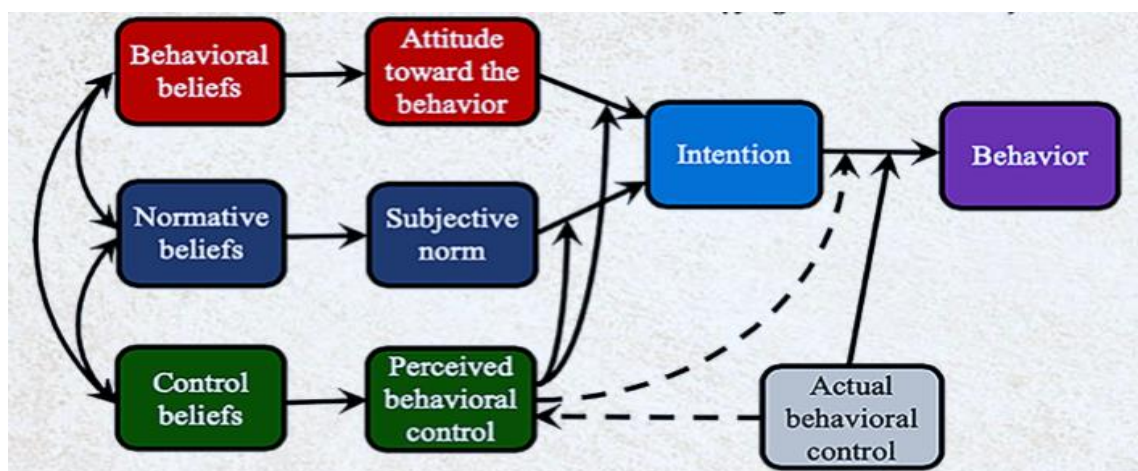 Behavioral
beliefs
Attitude
toward the
behavior
Intention
Behavior
Normative
beliefs
Subjective
norm
Control
beliefs
Perceived
behavioral
control
Actual
behavioral
control